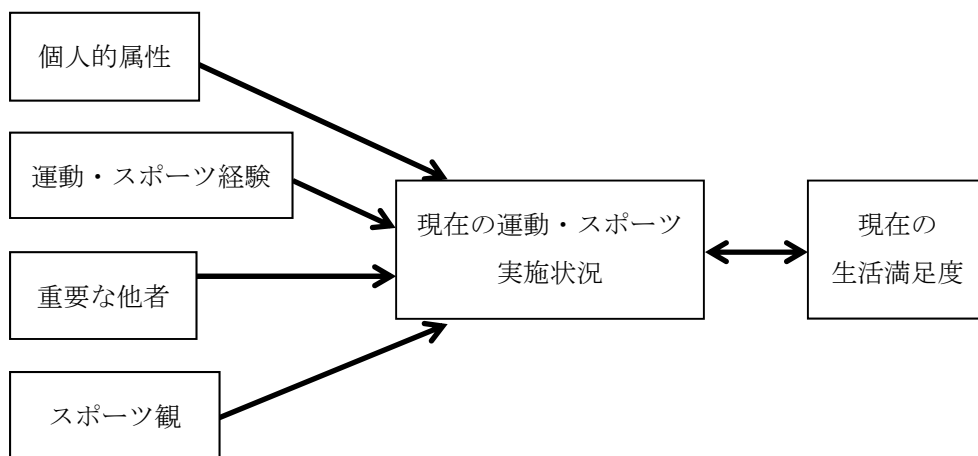 個人的属性
運動・スポーツ経験
重要な他者
スポーツ観
現在の運動・スポーツ
実施状況
現在の
生活満足度